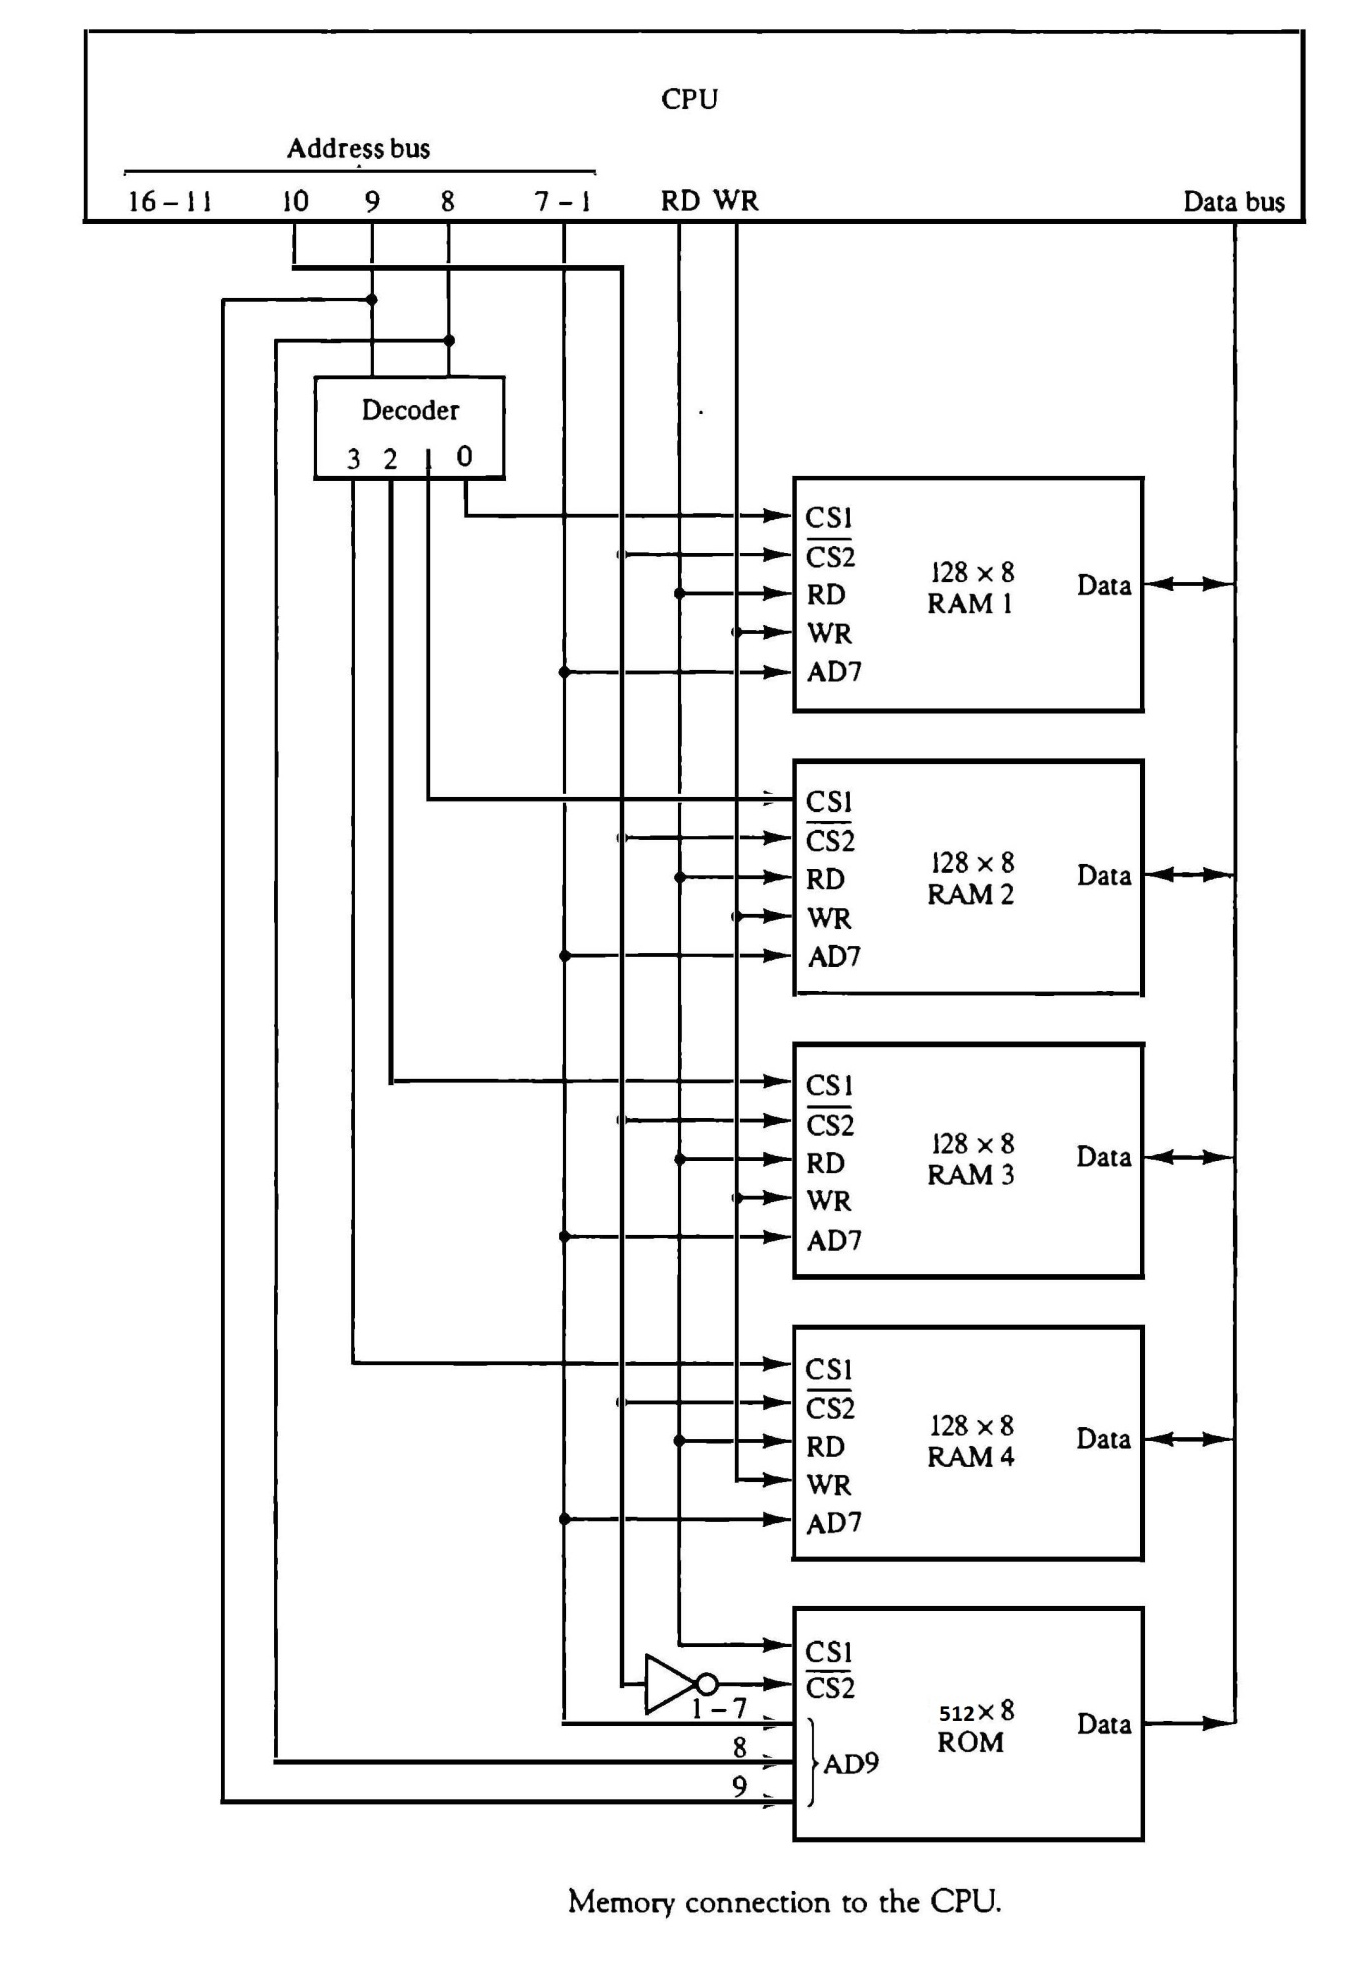 CPU
Address bus
16 – 11 10 9 8 7 – 1 RD WR Data bus
Decoder
3 2 1 0
CS1
CS2
RD
WR
AD7
128 × 8
RAM 1
Data
CS1
CS2
RD
WR
AD7
128 × 8
RAM 2
Data
CS1
CS2
RD
WR
AD7
128 × 8
RAM 3
Data
CS1
CS2
RD
WR
AD7
128 × 8
RAM 4
Data
CS1
CS2
1 – 7
8
9
AD9
512 × 8
ROM
Data
Memory connection to the CPU.